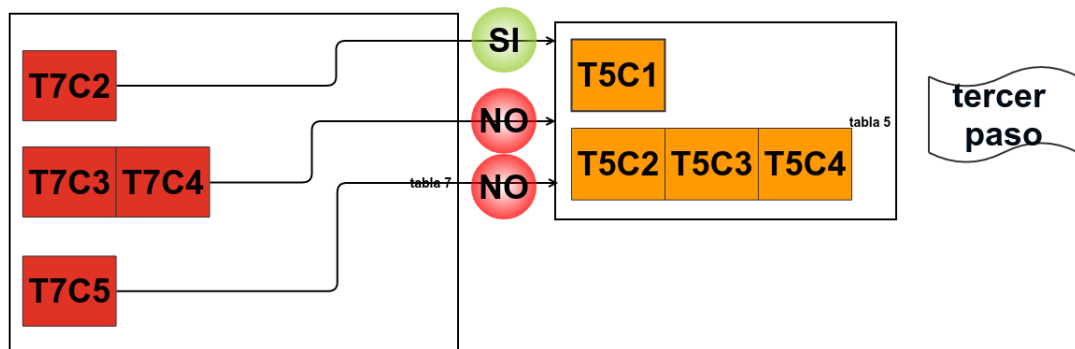 T7C2
T7C3 T7C4
T7C5
tabla 7
SI
NO
NO
T5C1
T5C2 T5C3 T5C4
tabla 5
tercer
paso